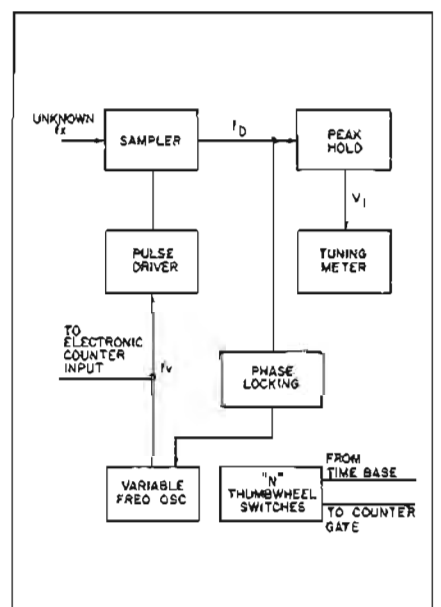 UNKNOWN
fx
SAMPLER
fD
PEAK
HOLD
V1
PULSE
DRIVER
TUNING
METER
TO
ELECTRONIC
COUNTER
INPUT
fv
PHASE
LOCKING
VARIABLE
FREQ OSC
"N"
THUMBWHEEL
SWITCHES
FROM
TIME BASE
TO COUNTER
GATE